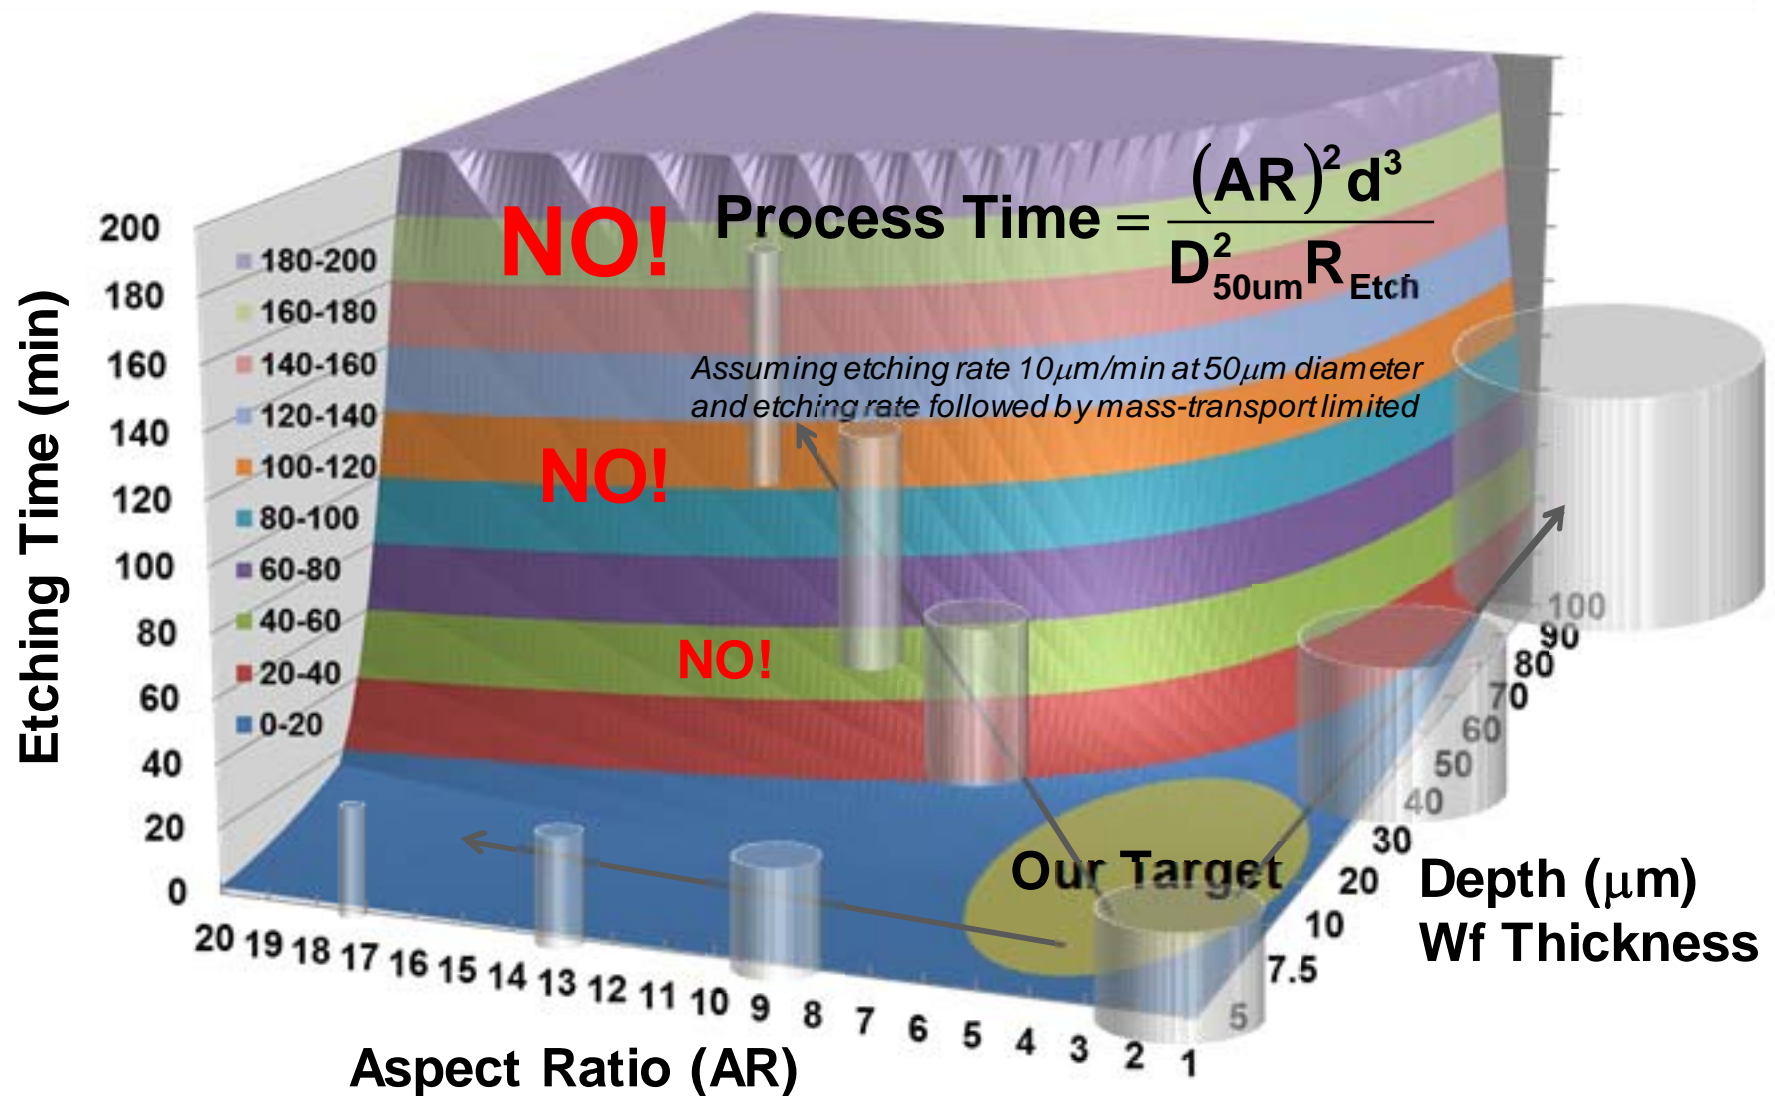 Process Time = (AR)²d³ / D²50um REtch
Assuming etching rate 10μm/min at 50μm diameter
and etching rate followed by mass-transport limited
NO!
NO!
NO!
Our Target
Etching Time (min)
200
180
160
140
120
100
80
60
40
20
0
180-200
160-180
140-160
120-140
100-120
80-100
60-80
40-60
20-40
0-20
20 19 18 17 16 15 14 13 12 11 10 9 8 7 6 5 4 3 2 1
Aspect Ratio (AR)
100
90
80
70
60
50
40
30
20
10
7.5
5
Depth (μm)
Wf Thickness